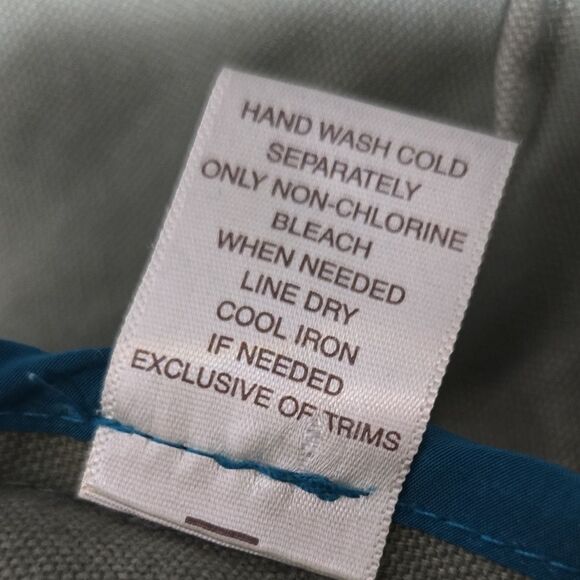 HAND WASH COLD
SEPARATELY
ONLY NON-CHLORINE
BLEACH
WHEN NEEDED
LINE DRY
COOL IRON
IF NEEDED
EXCLUSIVE OF TRIMS